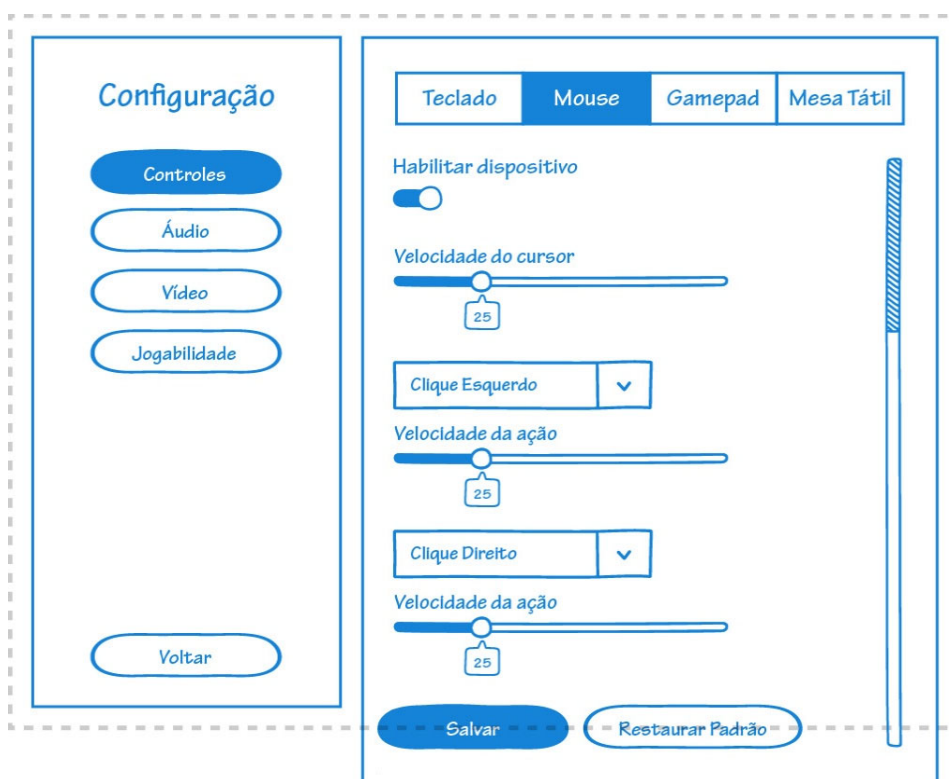 Configuração
Controles
Áudio
Vídeo
Jogabilidade
Voltar
Teclado
Mouse
Gamepad
Mesa Tátil
Habilitar dispositivo
Velocidade do cursor
25
Clique Esquerdo
Velocidade da ação
25
Clique Direito
Velocidade da ação
25
Salvar
Restaurar Padrão